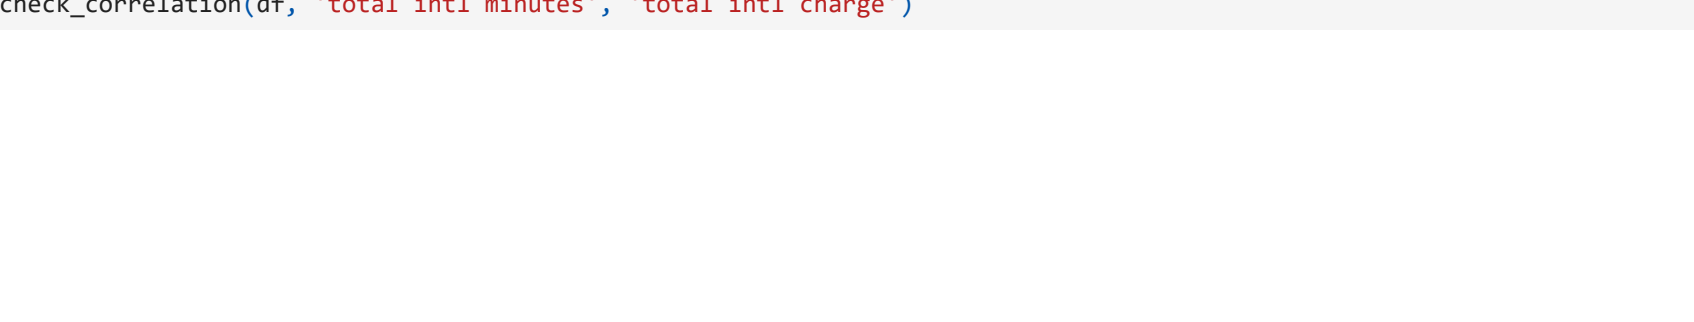 check_correlation(df, 'total intl minutes', 'total intl charge')